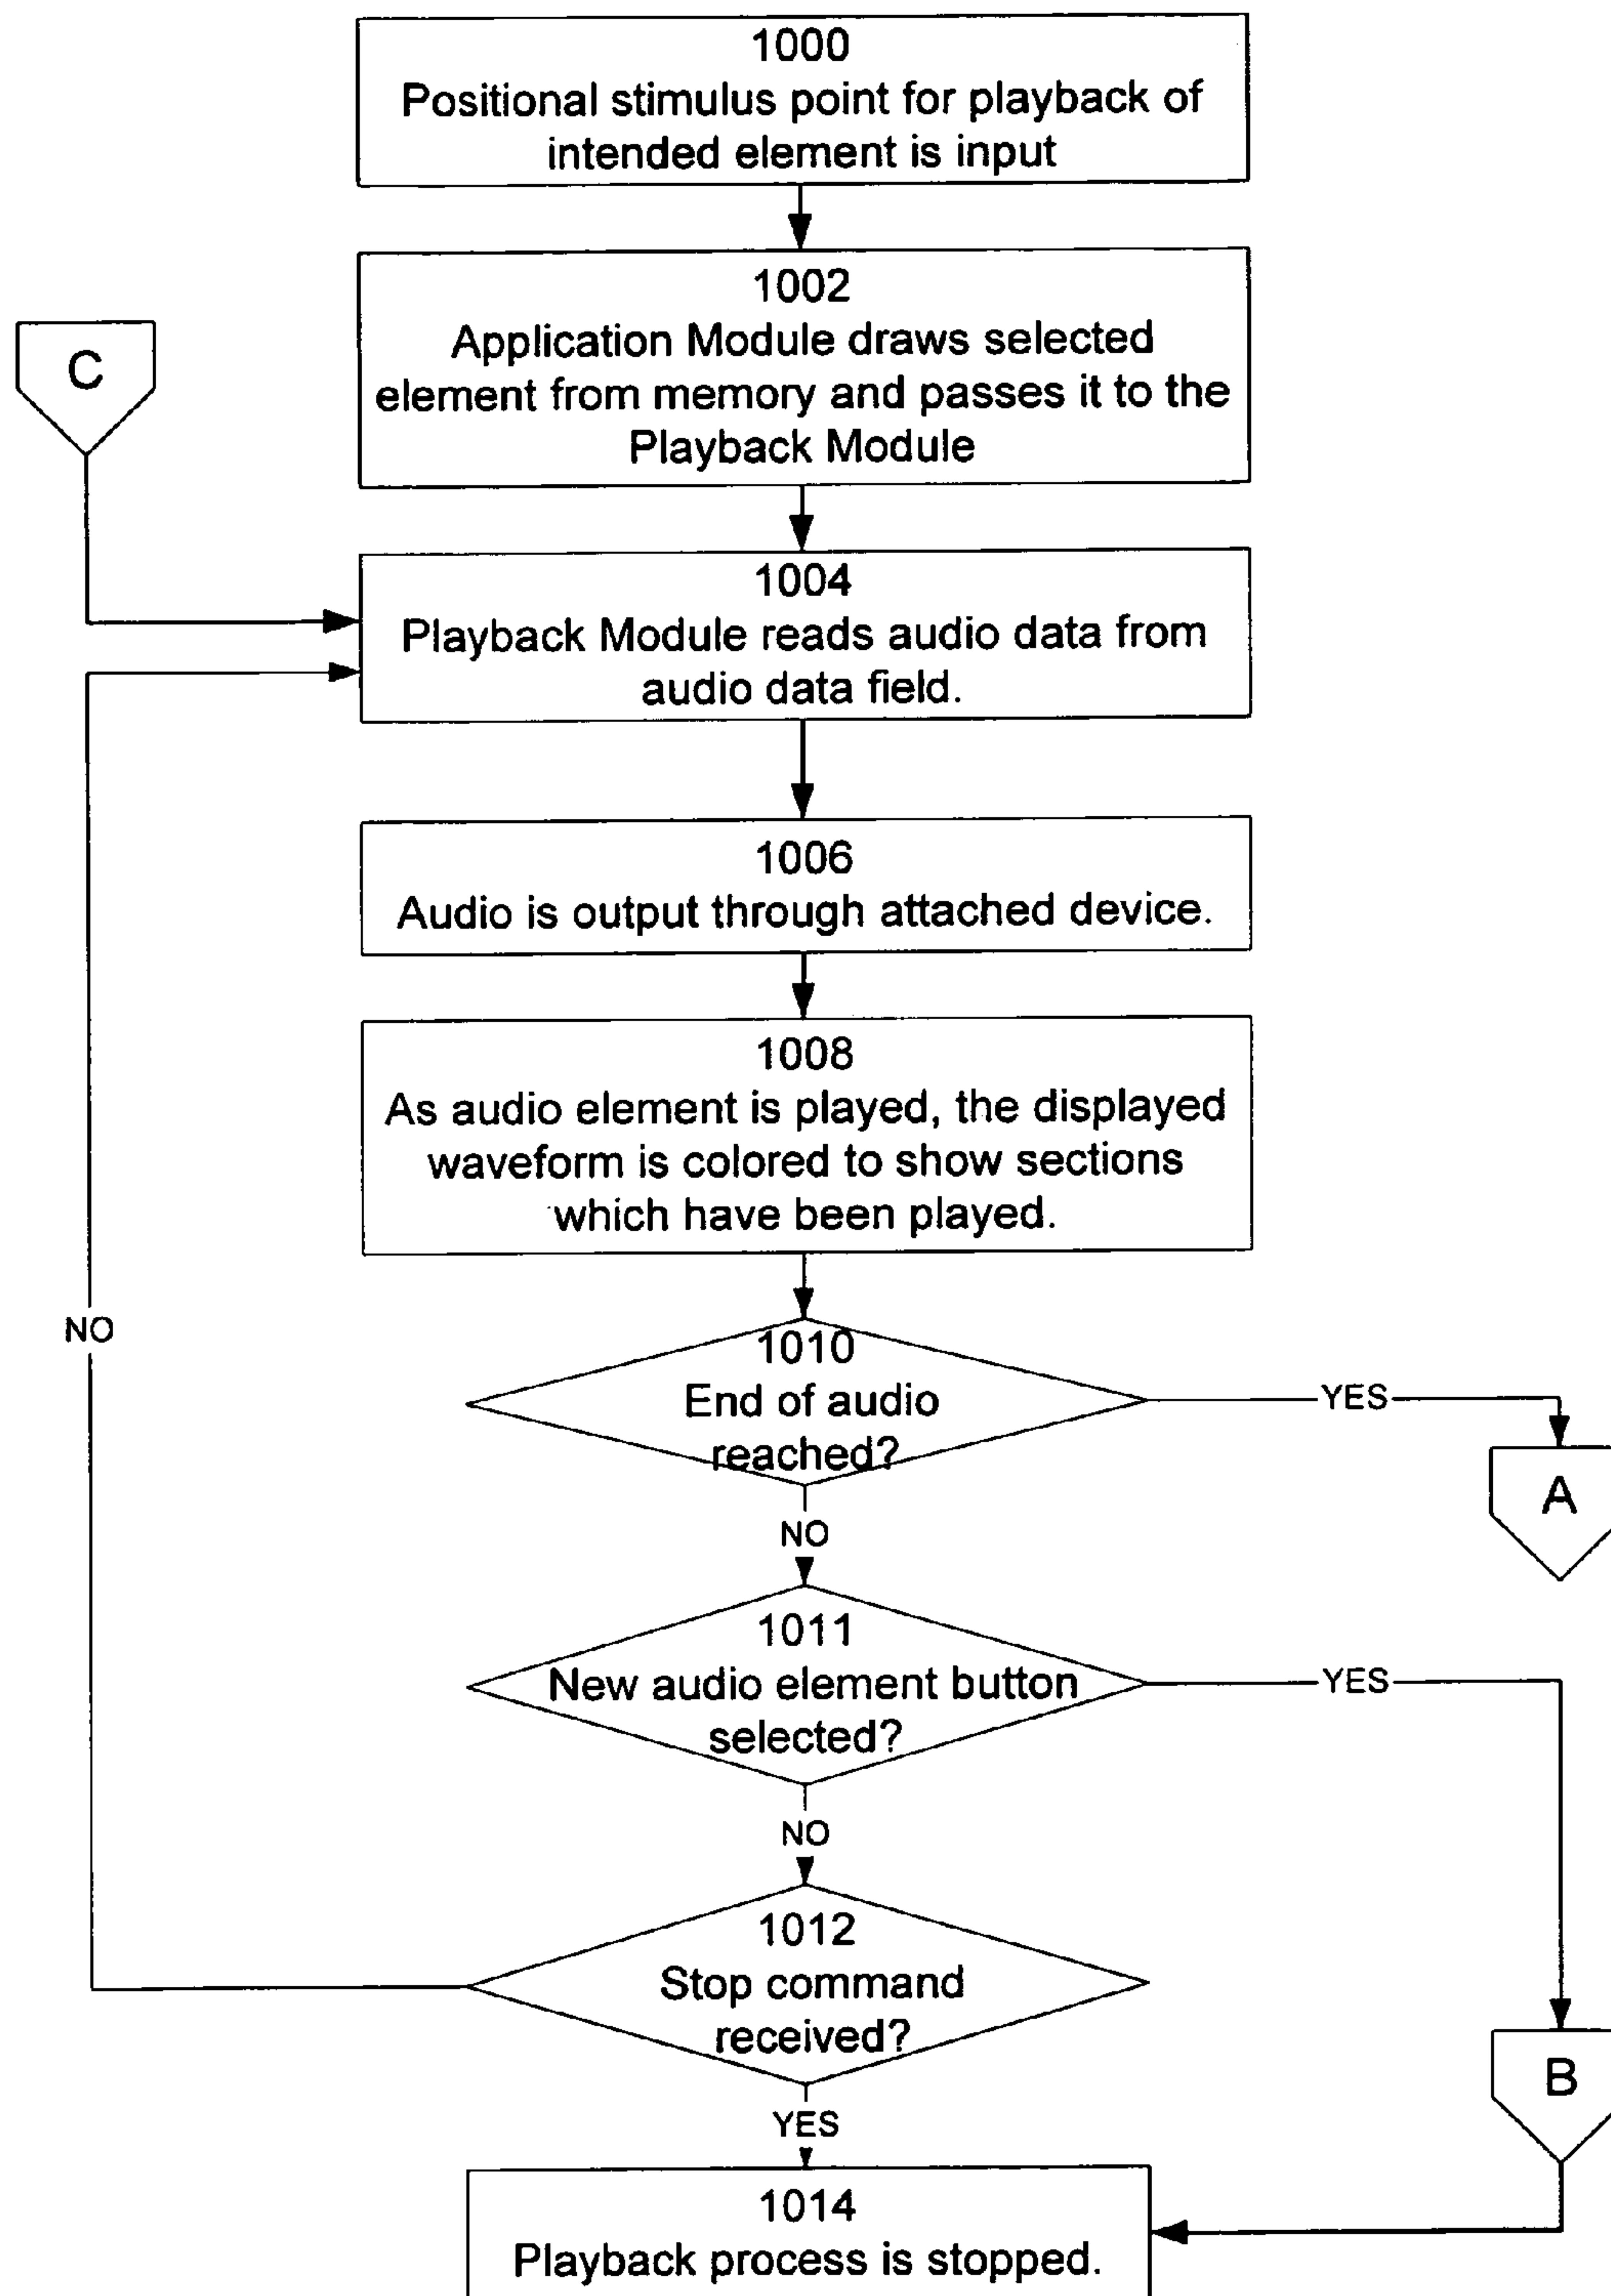 1000
Positional stimulus point for playback of
intended element is input
1002
Application Module draws selected
element from memory and passes it to the
Playback Module
C
1004
Playback Module reads audio data from
audio data field.
1006
Audio is output through attached device.
1008
As audio element is played, the displayed
waveform is colored to show sections
which have been played.
NO
1010
End of audio
reached?
YES
A
NO
1011
New audio element button
selected?
YES
NO
1012
Stop command
received?
B
YES
1014
Playback process is stopped.